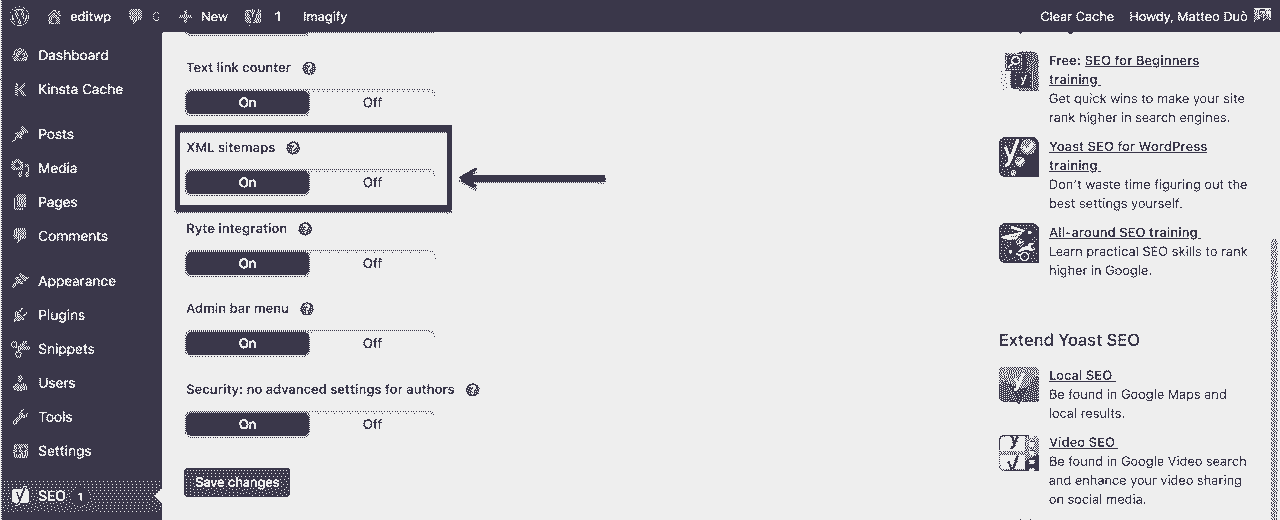 editwp
New
1
Imagify
Clear Cache
Howdy, Matteo Duò
Dashboard
Kinsta Cache
Posts
Media
Pages
Comments
Appearance
Plugins
Snippets
Users
Tools
Settings
SEO 1
Text link counter
On Off
XML sitemaps
On Off
Ryte integration
On Off
Admin bar menu
On Off
Security: no advanced settings for authors
On Off
Save changes
Free: SEO for Beginners
training
Get quick wins to make your site
rank higher in search engines.
Yoast SEO for WordPress
training
Don't waste time figuring out the
best settings yourself.
All-around SEO training
Learn practical SEO skills to rank
higher in Google.
Extend Yoast SEO
Local SEO
Be found in Google Maps and
local results.
Video SEO
Be found in Google Video search
and enhance your video sharing
on social media.